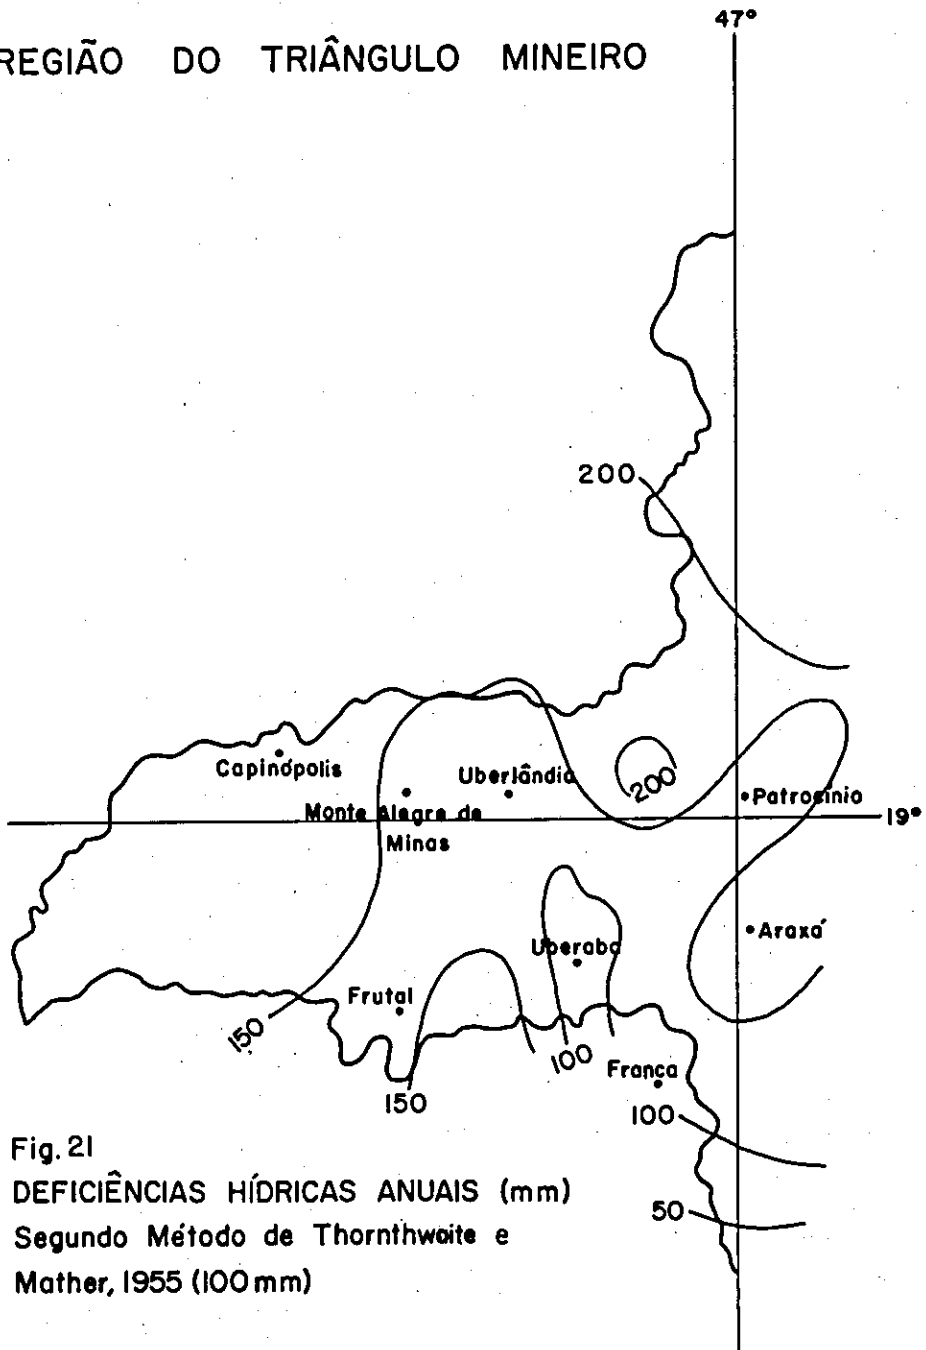 47°
REGIÃO DO TRIÂNGULO MINEIRO
200
Capinópolis
Uberlândia
200
Patrocínio
Monte Alegre de
Minas
19°
Araxá
Uberaba
Frutal
150
100
Franca
150
100
50
Fig. 21
DEFICIÊNCIAS HÍDRICAS ANUAIS (mm)
Segundo Método de Thornthwaite e
Mather, 1955 (100 mm)